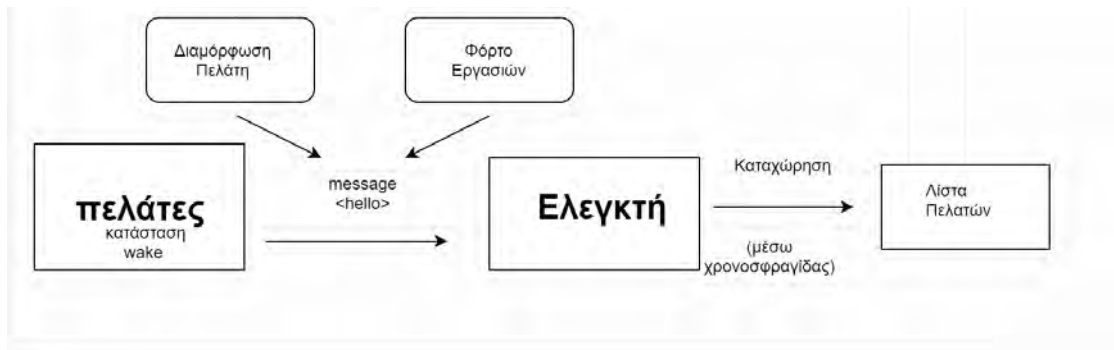 Διαμόρφωση
Πελάτη
Φόρτο
Εργασιών
πελάτες
κατάσταση
wake
message
<hello>
Ελεγκτή
Καταχώρηση
(μέσω
χρονοσφραγίδας)
Λίστα
Πελατών